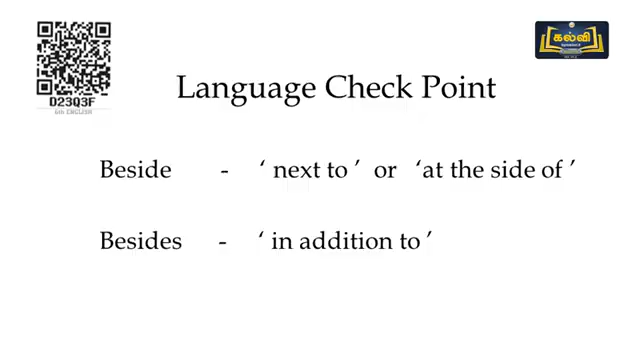 கல்வி
D23Q3F
6th ENGLISH
Language Check Point
Beside - ‘ next to ’ or ‘at the side of ’
Besides - ‘ in addition to ’